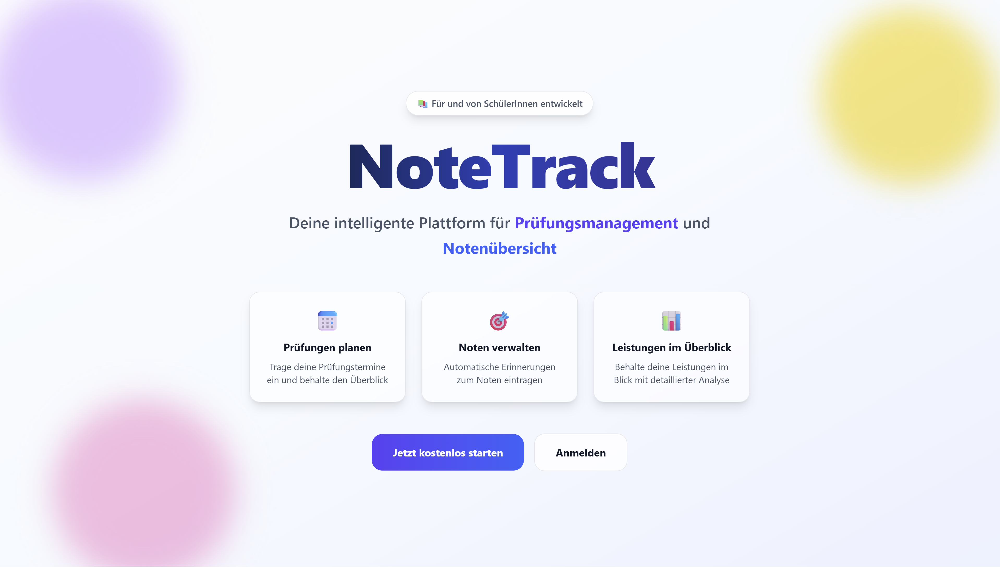 Für und von SchülerInnen entwickelt
NoteTrack
Deine intelligente Plattform für Prüfungsmanagement und
Notenübersicht
Prüfungen planen
Trage deine Prüfungstermine
ein und behalte den Überblick
Noten verwalten
Automatische Erinnerungen
zum Noten eintragen
Leistungen im Überblick
Behalte deine Leistungen im
Blick mit detaillierter Analyse
Jetzt kostenlos starten
Anmelden